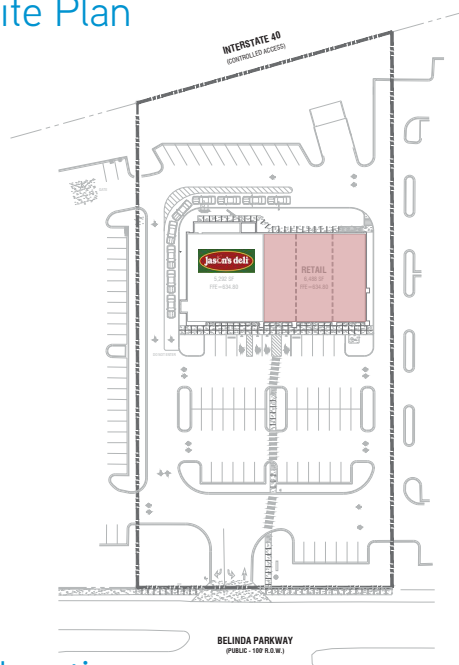 ite Plan
INTERSTATE 40
(CONTROLLED ACCESS)
Jason's deli
RETAIL
BELINDA PARKWAY
(PUBLIC - 100' R.O.W.)